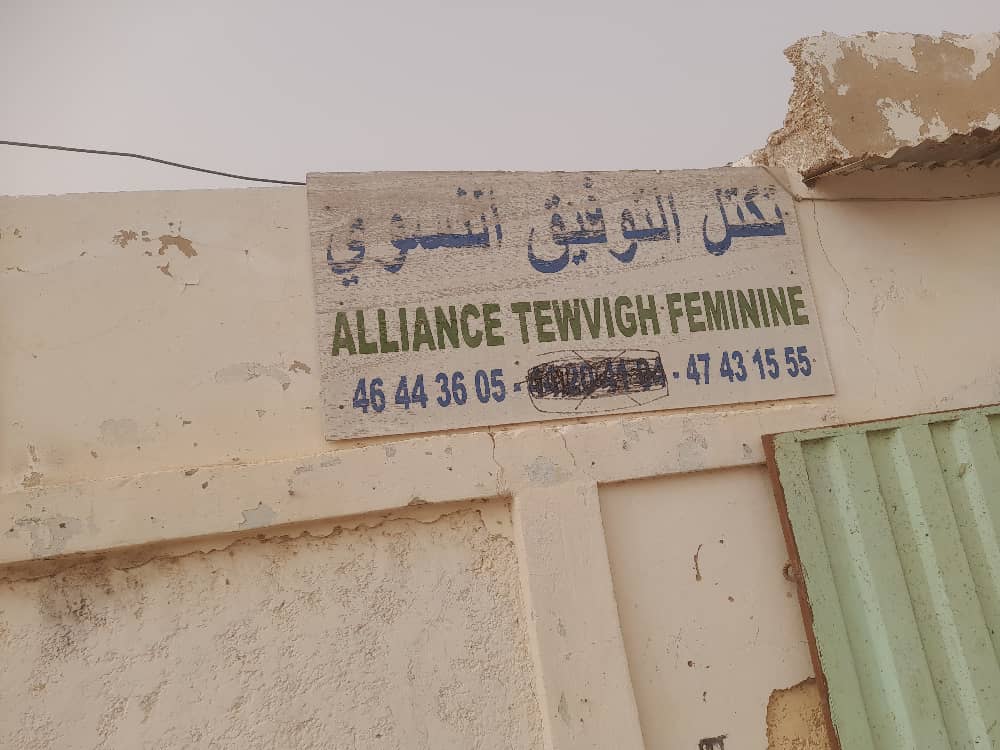 تكتل التوفيق النسوي
ALLIANCE TEWVIGH FEMININE
46 44 36 05 - - 47 43 15 55